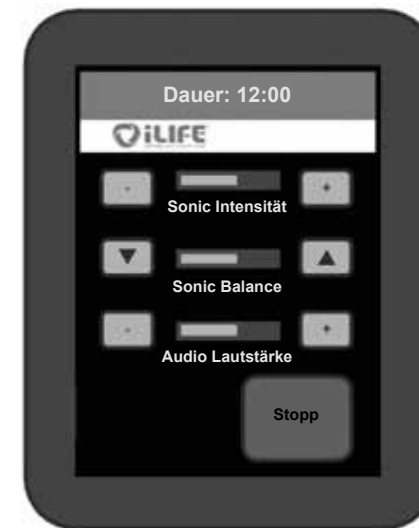 Dauer: 12:00
iLIFE
- +
Sonic Intensität
▼ ▲
Sonic Balance
- +
Audio Lautstärke
Stopp